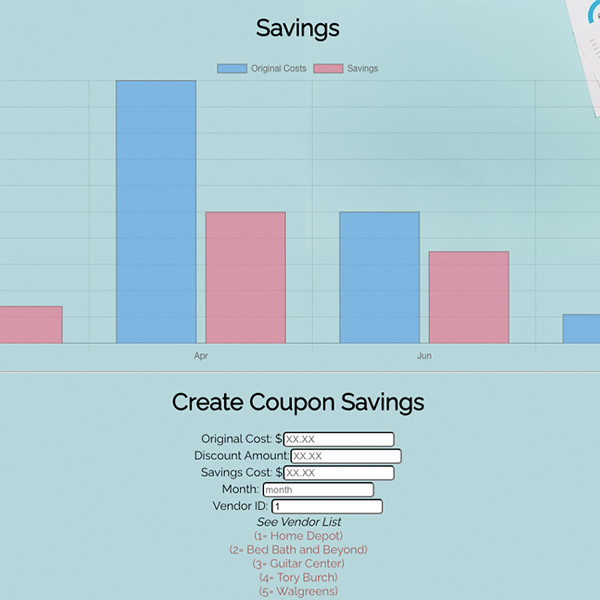 Savings
Original Costs Savings
Apr Jun
Create Coupon Savings
Original Cost: $ XX.XX
Discount Amount: XX.XX
Savings Cost: $ XX.XX
Month: month
Vendor ID: 1
See Vendor List
(1= Home Depot)
(2= Bed Bath and Beyond)
(3= Guitar Center)
(4= Tory Burch)
(5= Walgreens)